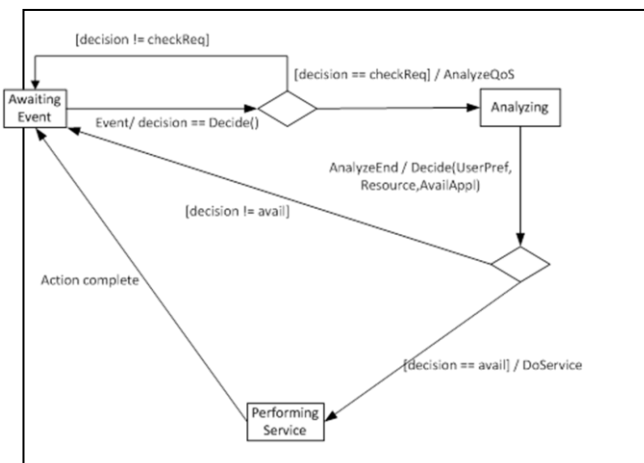 [decision != checkReq]
[decision == checkReq] / AnalyzeQoS
Awaiting
Event
Analyzing
Event/ decision == Decide()
AnalyzeEnd / Decide(UserPref,
Resource,AvailAppl)
[decision != avail]
Action complete
[decision == avail] / DoService
Performing
Service